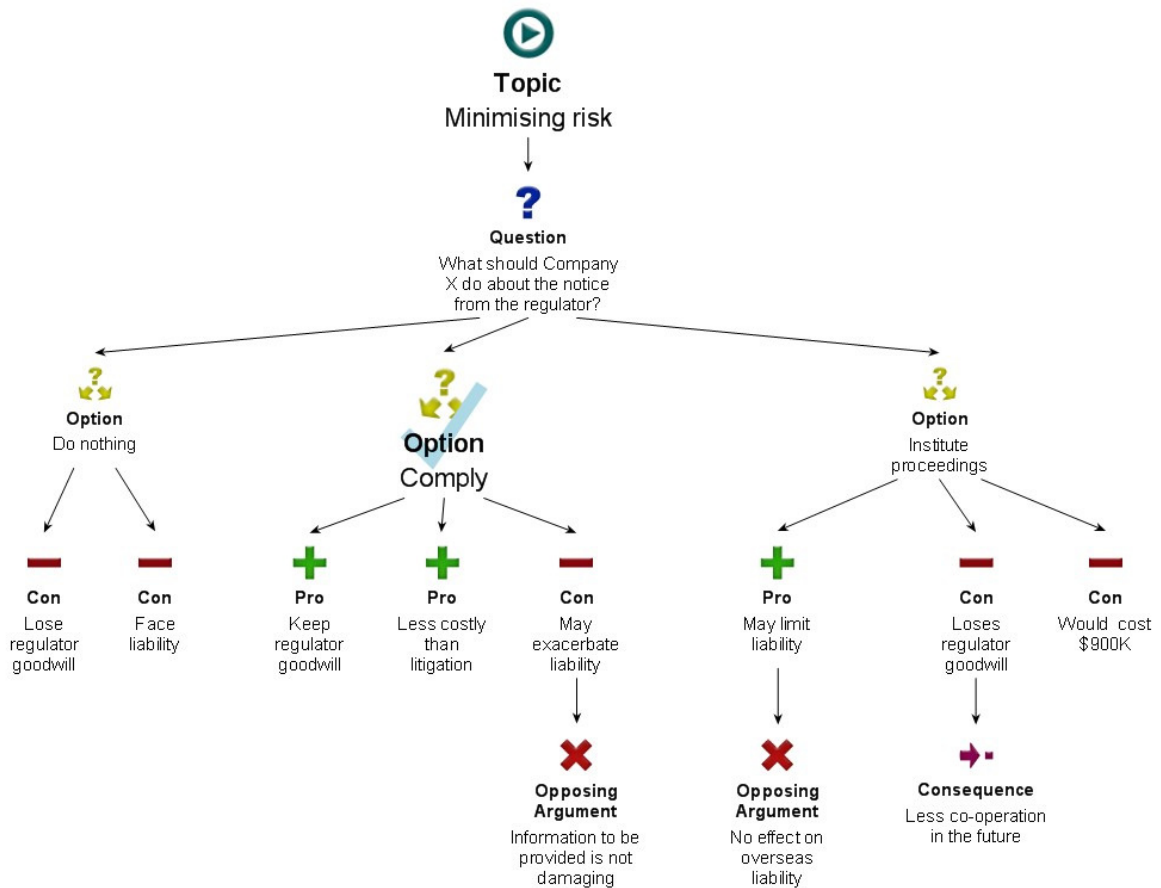 Topic
Minimising risk
?
Question
What should Company
X do about the notice
from the regulator?
?
Option
Do nothing
?
Option
Comply
?
Option
Institute
proceedings
Con
Lose
regulator
goodwill
Con
Face
liability
Pro
Keep
regulator
goodwill
Pro
Less costly
than
litigation
Con
May
exacerbate
liability
Pro
May limit
liability
Con
Loses
regulator
goodwill
Con
Would cost
$900K
Opposing
Argument
Information to be
provided is not
damaging
Opposing
Argument
No effect on
overseas
liability
Consequence
Less co-operation
in the future